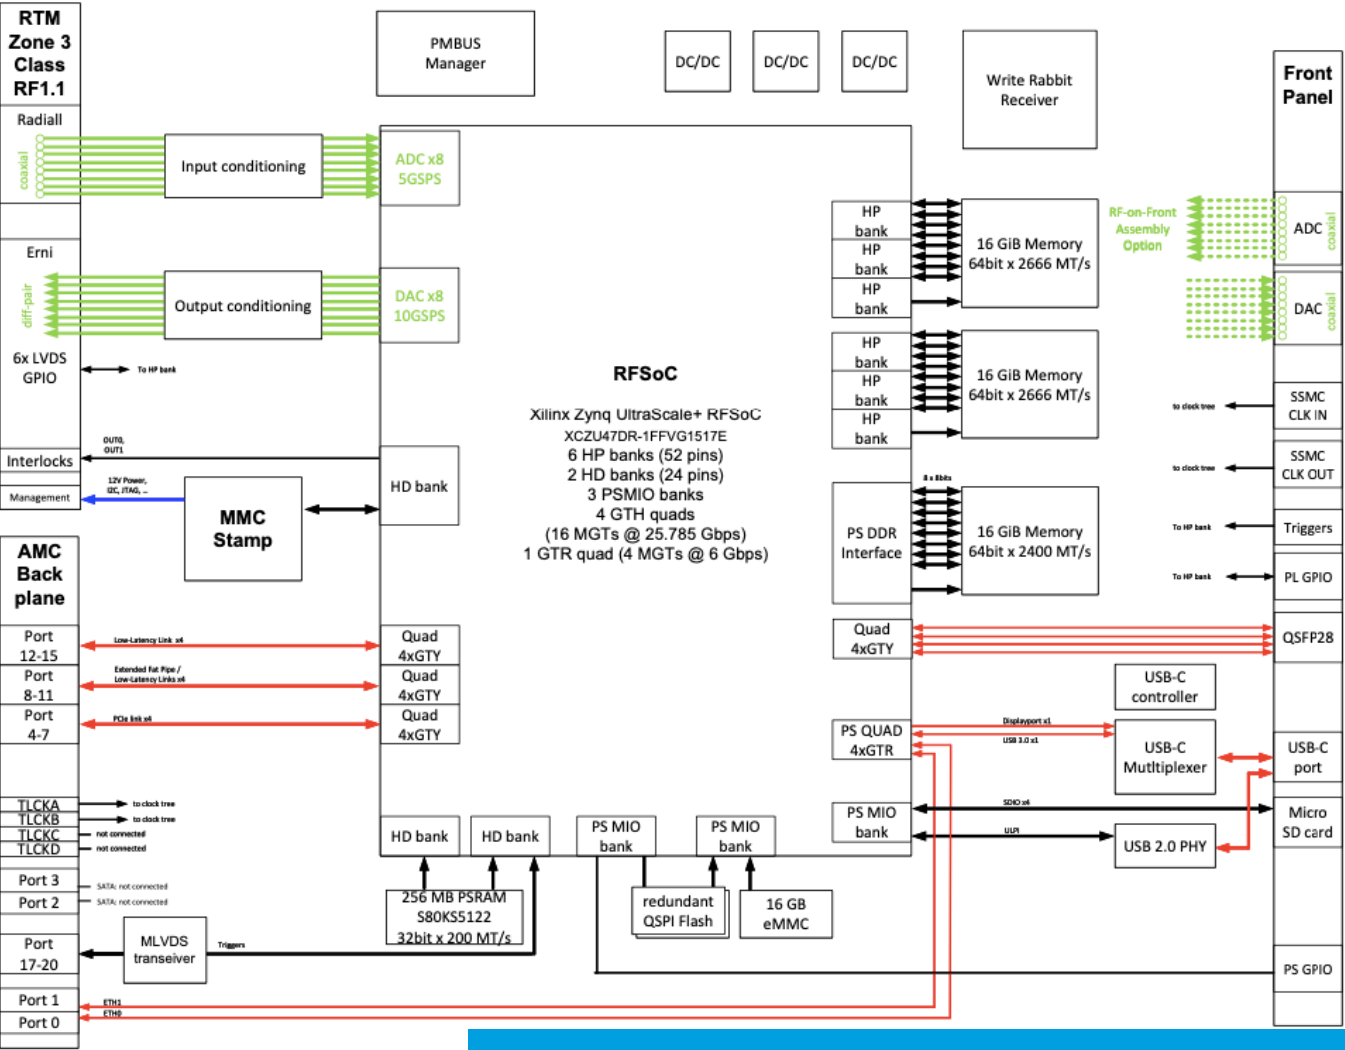 RTM
Zone 3
Class
RF1.1
Radiall
coaxial
Erni
diff-pair
6x LVDS
GPIO
To HP bank
OUT0,
OUT1
Interlocks
Management
12V Power,
I2C, JTAG, ...
MMC
Stamp
PMBUS
Manager
DC/DC
DC/DC
DC/DC
Write Rabbit
Receiver
Front
Panel
Input conditioning
ADC x8
5GSPS
Output conditioning
DAC x8
10GSPS
HD bank
RFSoC
Xilinx Zynq UltraScale+ RFSoC
XCZU47DR-1FFVG1517E
6 HP banks (52 pins)
2 HD banks (24 pins)
3 PSMIO banks
4 GTH quads
(16 MGTs @ 25.785 Gbps)
1 GTR quad (4 MGTs @ 6 Gbps)
HP
bank
HP
bank
HP
bank
16 GiB Memory
64bit x 2666 MT/s
HP
bank
HP
bank
HP
bank
16 GiB Memory
64bit x 2666 MT/s
PS DDR
Interface
8 x 8bits
16 GiB Memory
64bit x 2400 MT/s
RF-on-Front
Assembly
Option
ADC
coaxial
DAC
coaxial
to clock tree
SSMC
CLK IN
to clock tree
SSMC
CLK OUT
To HP bank
Triggers
To HP bank
PL GPIO
Quad
4xGTY
QSFP28
USB-C
controller
PS QUAD
4xGTR
Displayport x1
USB 3.0 x1
USB-C
Mutltiplexer
USB-C
port
PS MIO
bank
SDIO x4
ULPI
USB 2.0 PHY
Micro
SD card
PS GPIO
AMC
Back
plane
Port
12-15
Low-Latency Link x4
Quad
4xGTY
Port
8-11
Extended Fat Pipe /
Low-Latency Links x4
Quad
4xGTY
Port
4-7
PCIe link x4
Quad
4xGTY
TLCKA
to clock tree
TLCKB
to clock tree
TLCKC
not connected
TLCKD
not connected
Port 3
SATA: not connected
Port 2
SATA: not connected
Port
17-20
MLVDS
transeiver
Triggers
Port 1
ETH1
Port 0
ETH0
HD bank
HD bank
PS MIO
bank
PS MIO
bank
256 MB PSRAM
S80KS5122
32bit x 200 MT/s
redundant
QSPI Flash
16 GB
eMMC